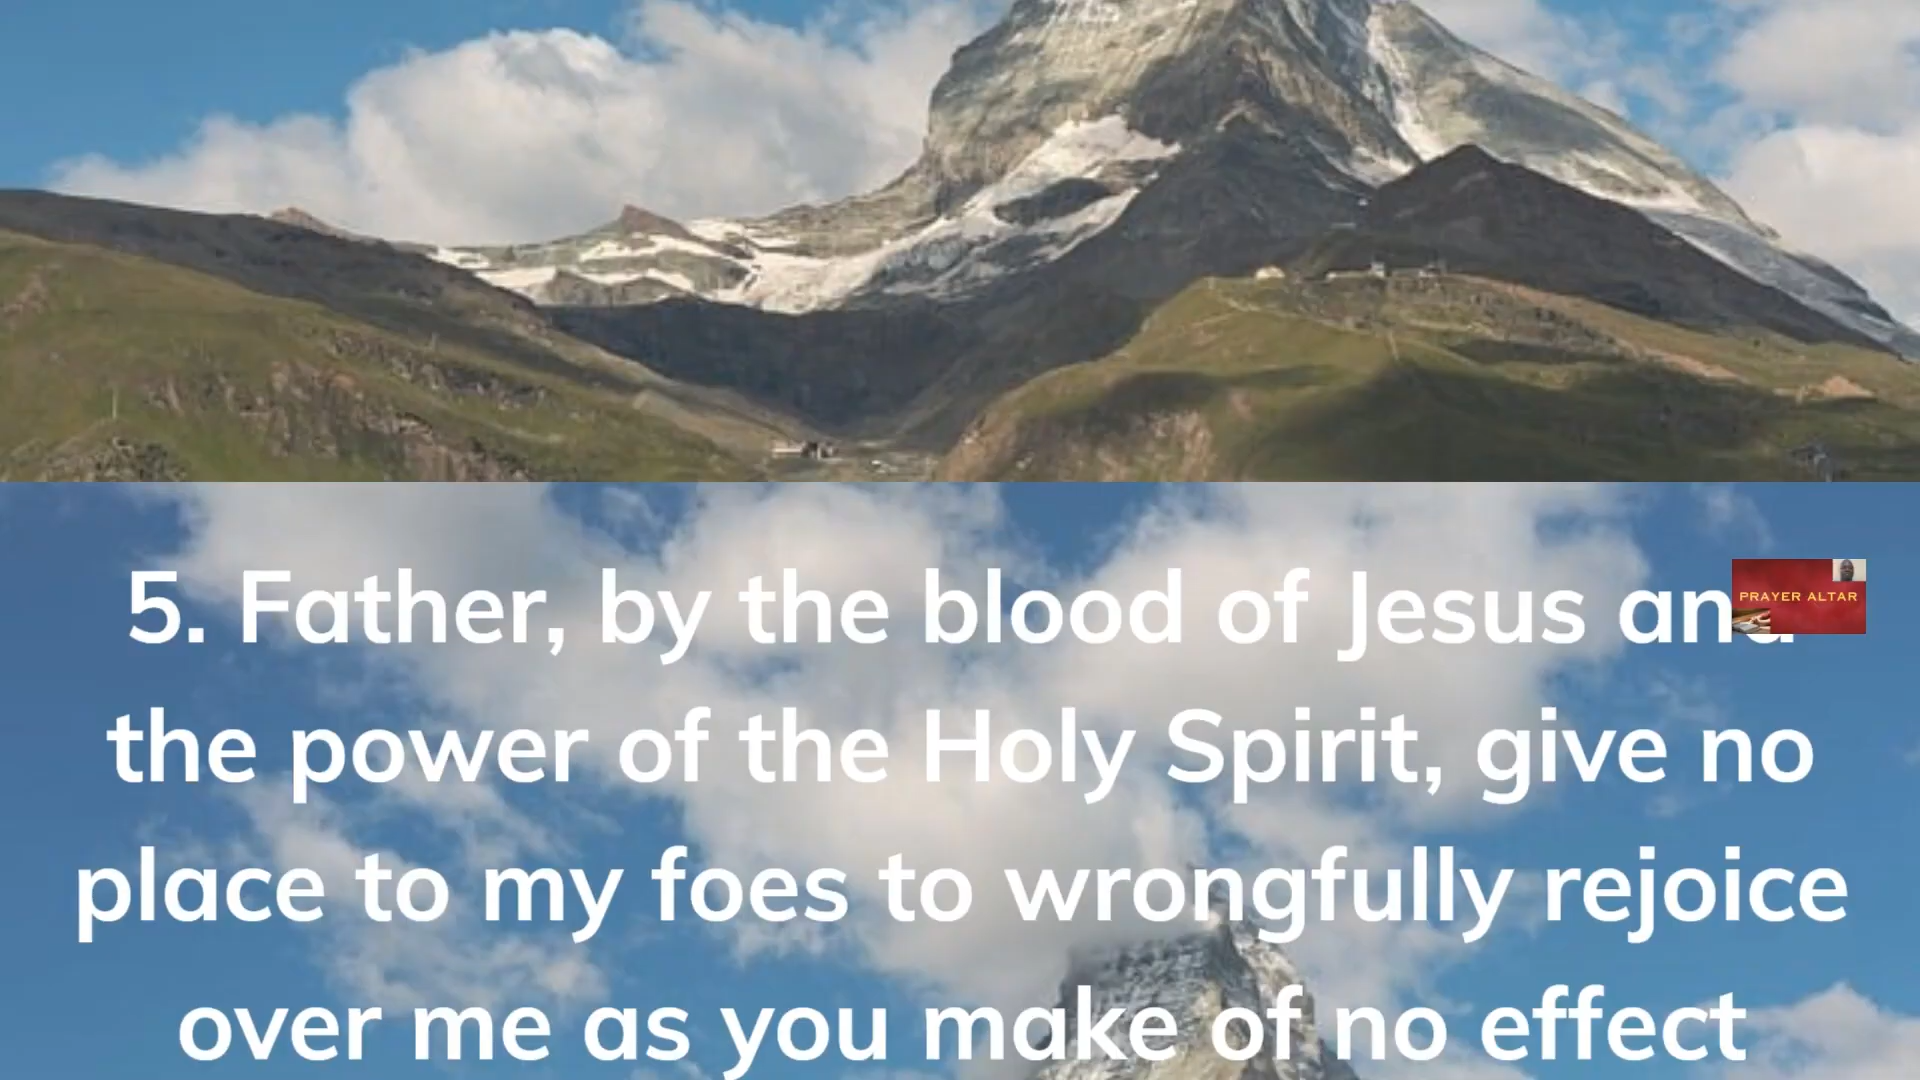 5. Father, by the blood of Jesus and
PRAYER ALTAR
the power of the Holy Spirit, give no
place to my foes to wrongfully rejoice
over me as you make of no effect